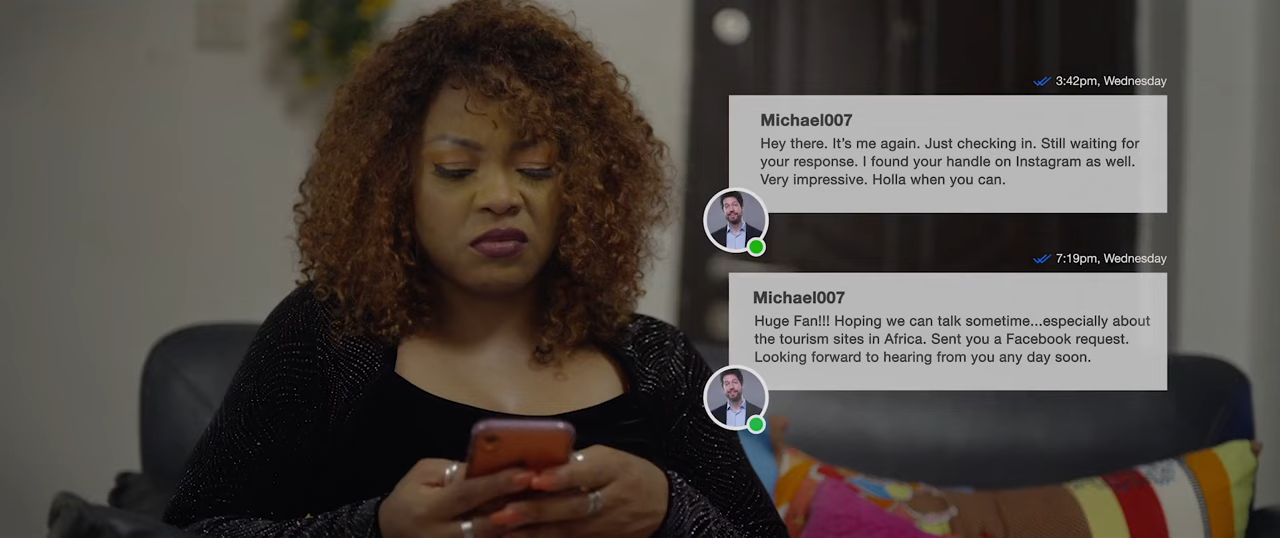 3:42pm, Wednesday
Michael007
Hey there. It's me again. Just checking in. Still waiting for
your response. I found your handle on Instagram as well.
Very impressive. Holla when you can.
7:19pm, Wednesday
Michael007
Huge Fan!!! Hoping we can talk sometime...especially about
the tourism sites in Africa. Sent you a Facebook request.
Looking forward to hearing from you any day soon.